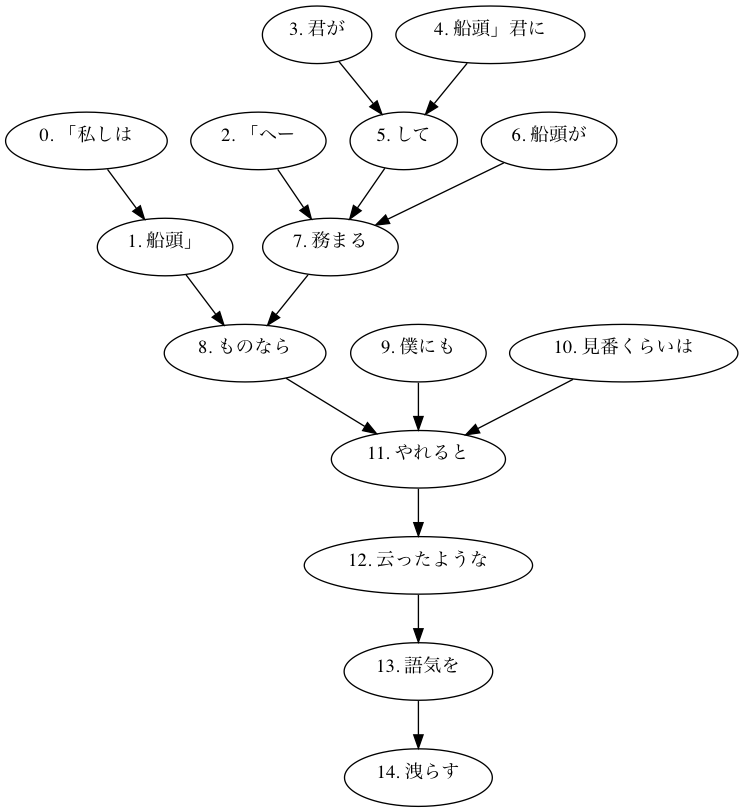 3. 君が
4. 船頭」君に
0. 「私しは
2. 「へー
5. して
6. 船頭が
1. 船頭」
7. 務まる
8. ものなら
9. 僕にも
10. 見番くらいは
11. やれると
12. 云ったような
13. 語気を
14. 洩らす